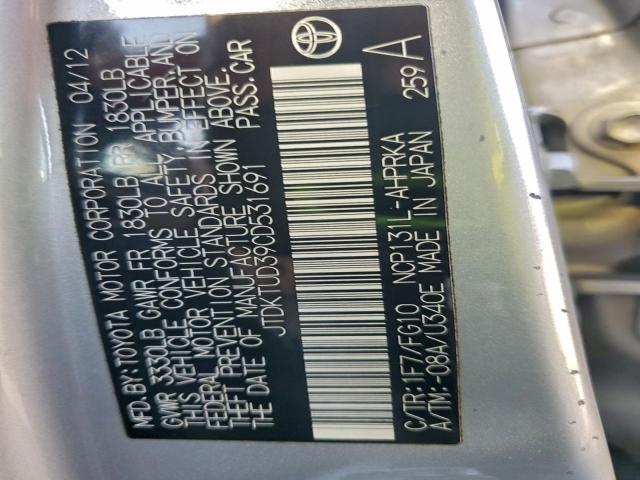 MFD.BY:TOYOTA MOTOR CORPORATION 04/12
GVWR 3330LB GAWR FR 1830LB RR 1830LB
THIS VEHICLE CONFORMS TO ALL APPLICABLE
FEDERAL MOTOR VEHICLE SAFETY, BUMPER, AND
THEFT PREVENTION STANDARDS IN EFFECT ON
THE DATE OF MANUFACTURE SHOWN ABOVE.
JTDKTUD39CD531691 PASS.CAR
C/TR:1F7/FG10 NCP131L-AHPRKA
A/TM:-08A/U340E MADE IN JAPAN 259 A